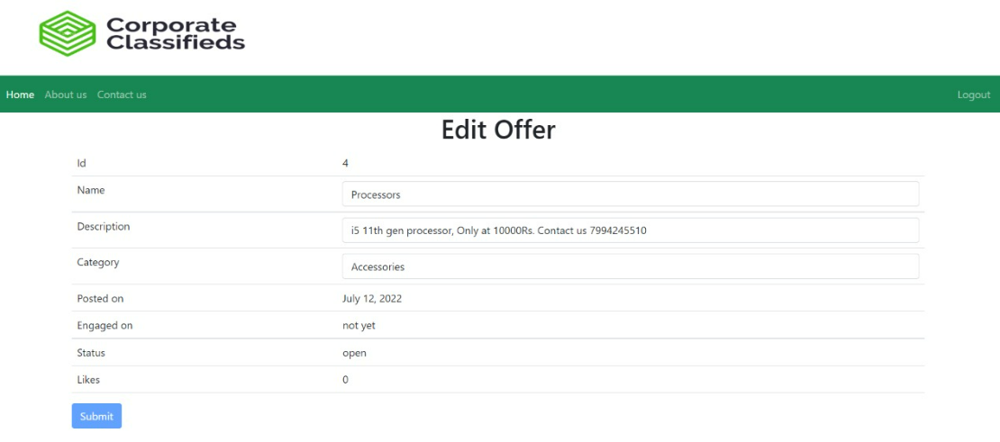 Corporate
Classifieds
Home About us Contact us Logout
Edit Offer
Id 4
Name Processors
Description i5 11th gen processor, Only at 10000Rs. Contact us 7994245510
Category Accessories
Posted on July 12, 2022
Engaged on not yet
Status open
Likes 0
Submit